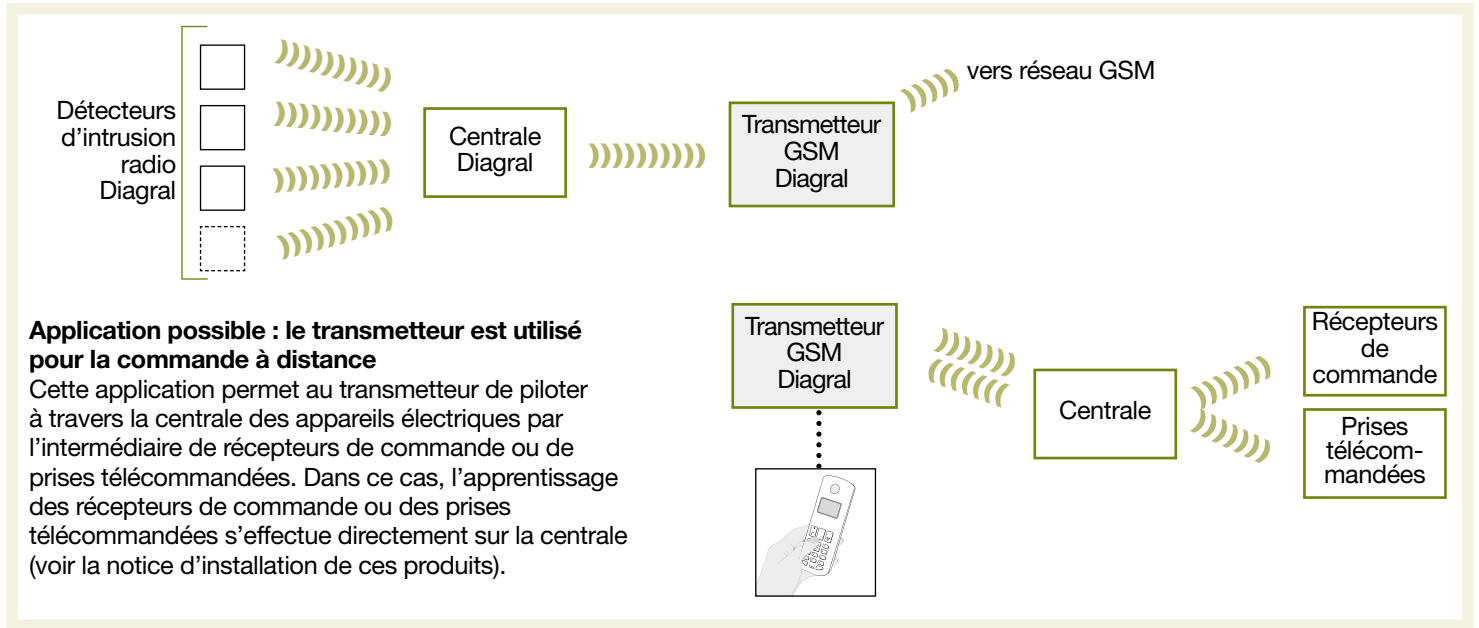 Détecteurs
d’intrusion
radio
Diagral
Centrale
Diagral
Transmetteur
GSM
Diagral
vers réseau GSM
Application possible : le transmetteur est utilisé
pour la commande à distance
Cette application permet au transmetteur de piloter
à travers la centrale des appareils électriques par
l’intermédiaire de récepteurs de commande ou de
prises télécommandées. Dans ce cas, l’apprentissage
des récepteurs de commande ou des prises
télécommandées s’effectue directement sur la centrale
(voir la notice d’installation de ces produits).
Transmetteur
GSM
Diagral
Centrale
Récepteurs
de
commande
Prises
télécom-
mandées